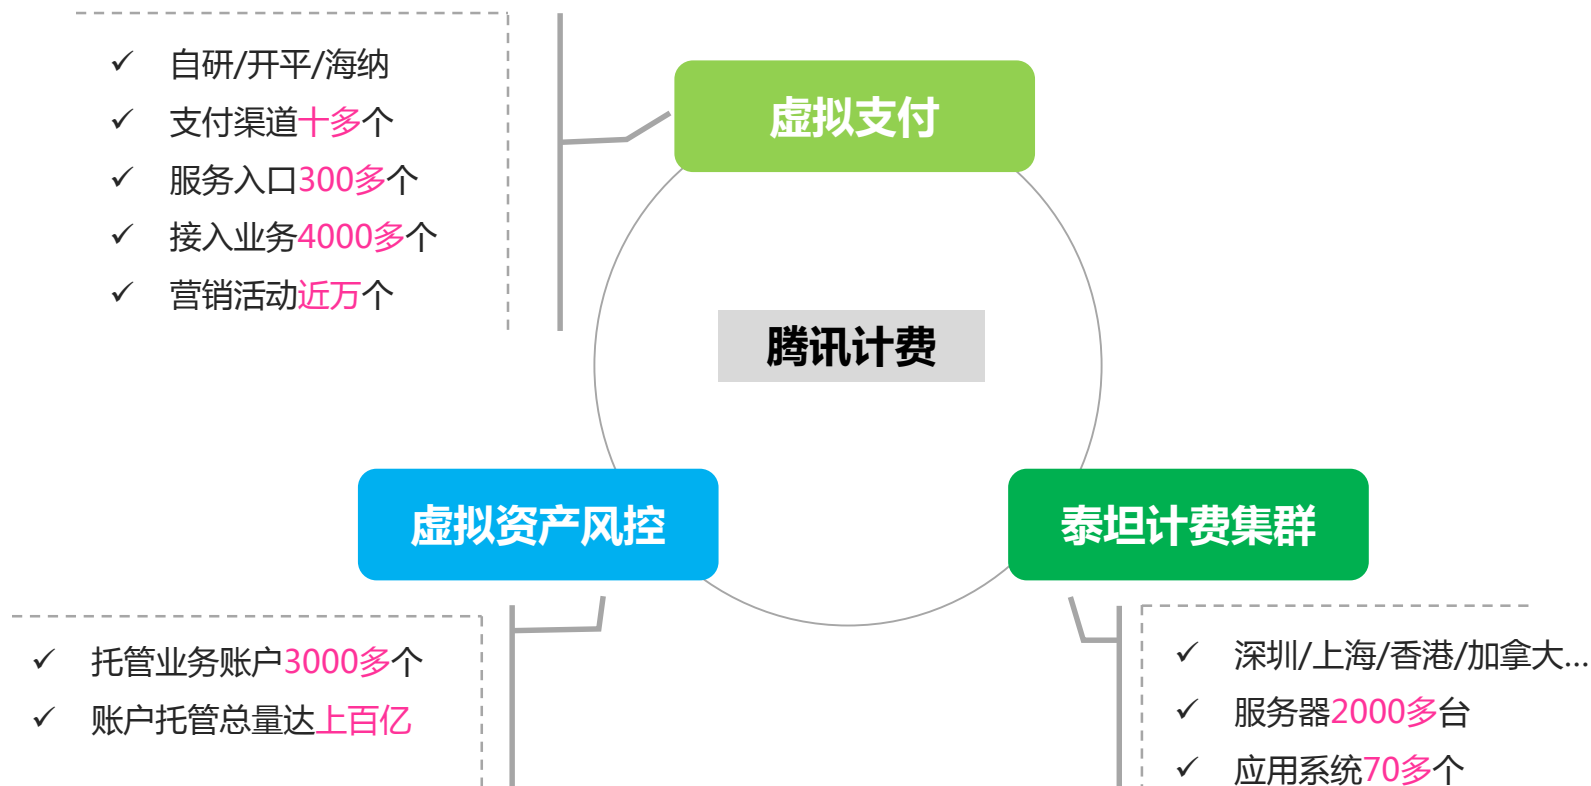 自研/开平/海纳
支付渠道十多个
服务入口300多个
接入业务4000多个
营销活动近万个
虚拟支付
腾讯计费
虚拟资产风控
泰坦计费集群
托管业务账户3000多个
账户托管总量达上百亿
深圳/上海/香港/加拿大...
服务器2000多台
应用系统70多个